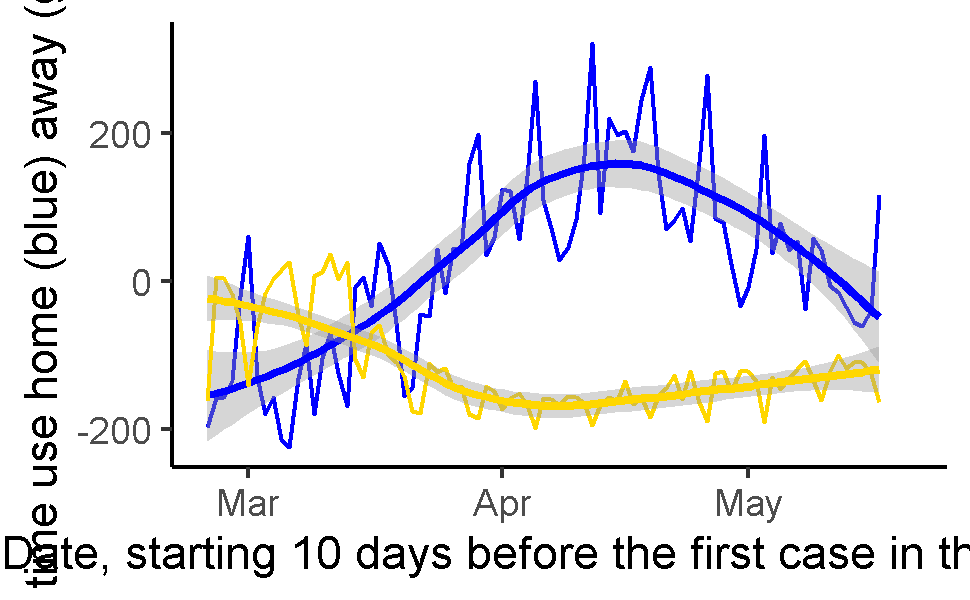 time use home (blue) away (
200
0
-200
Mar Apr May
Date, starting 10 days before the first case in th